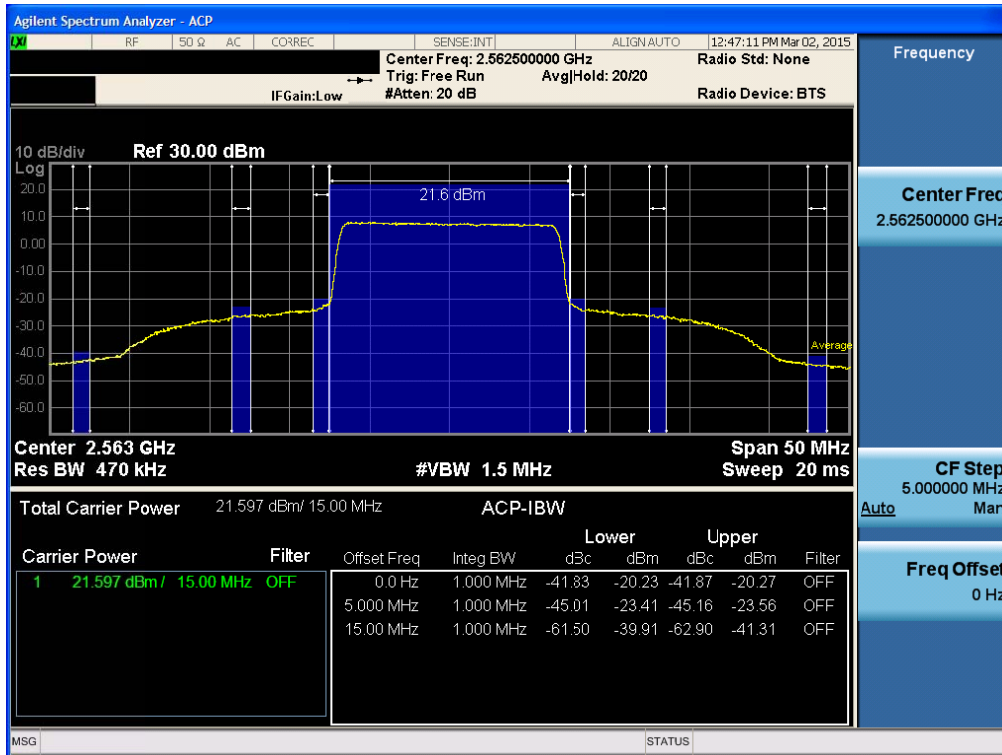 Agilent Spectrum Analyzer - ACP
LXI RF 50 Ω AC CORREC SENSE:INT ALIGN AUTO 12:47:11 PM Mar 02, 2015
Center Freq: 2.562500000 GHz Radio Std: None
Trig: Free Run Avg|Hold: 20/20
IFGain:Low #Atten: 20 dB Radio Device: BTS
10 dB/div Ref 30.00 dBm
Log
20.0
10.0
0.00
-10.0
-20.0
-30.0
-40.0
-50.0
-60.0
21.6 dBm
Average
Center 2.563 GHz Span 50 MHz
Res BW 470 kHz #VBW 1.5 MHz Sweep 20 ms
Total Carrier Power 21.597 dBm/ 15.00 MHz ACP-IBW
Lower Upper
Carrier Power Filter Offset Freq Integ BW dBc dBm dBc dBm Filter
1 21.597 dBm / 15.00 MHz OFF 0.0 Hz 1.000 MHz -41.83 -20.23 -41.87 -20.27 OFF
5.000 MHz 1.000 MHz -45.01 -23.41 -45.16 -23.56 OFF
15.00 MHz 1.000 MHz -61.50 -39.91 -62.90 -41.31 OFF
MSG STATUS
Frequency
Center Freq
2.562500000 GHz
CF Step
5.000000 MHz
Auto Man
Freq Offset
0 Hz